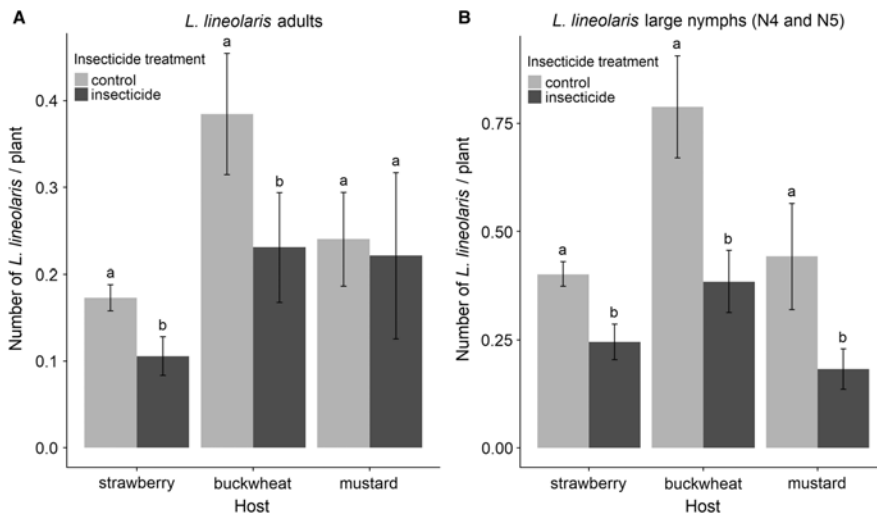 A
L. lineolaris adults
Insecticide treatment
control
insecticide
Number of L. lineolaris / plant
0.4
0.3
0.2
0.1
0.0
a
b
a
b
a
a
strawberry
buckwheat
mustard
Host
B
L. lineolaris large nymphs (N4 and N5)
Insecticide treatment
control
insecticide
Number of L. lineolaris / plant
0.75
0.50
0.25
0.00
a
b
a
b
a
b
strawberry
buckwheat
mustard
Host